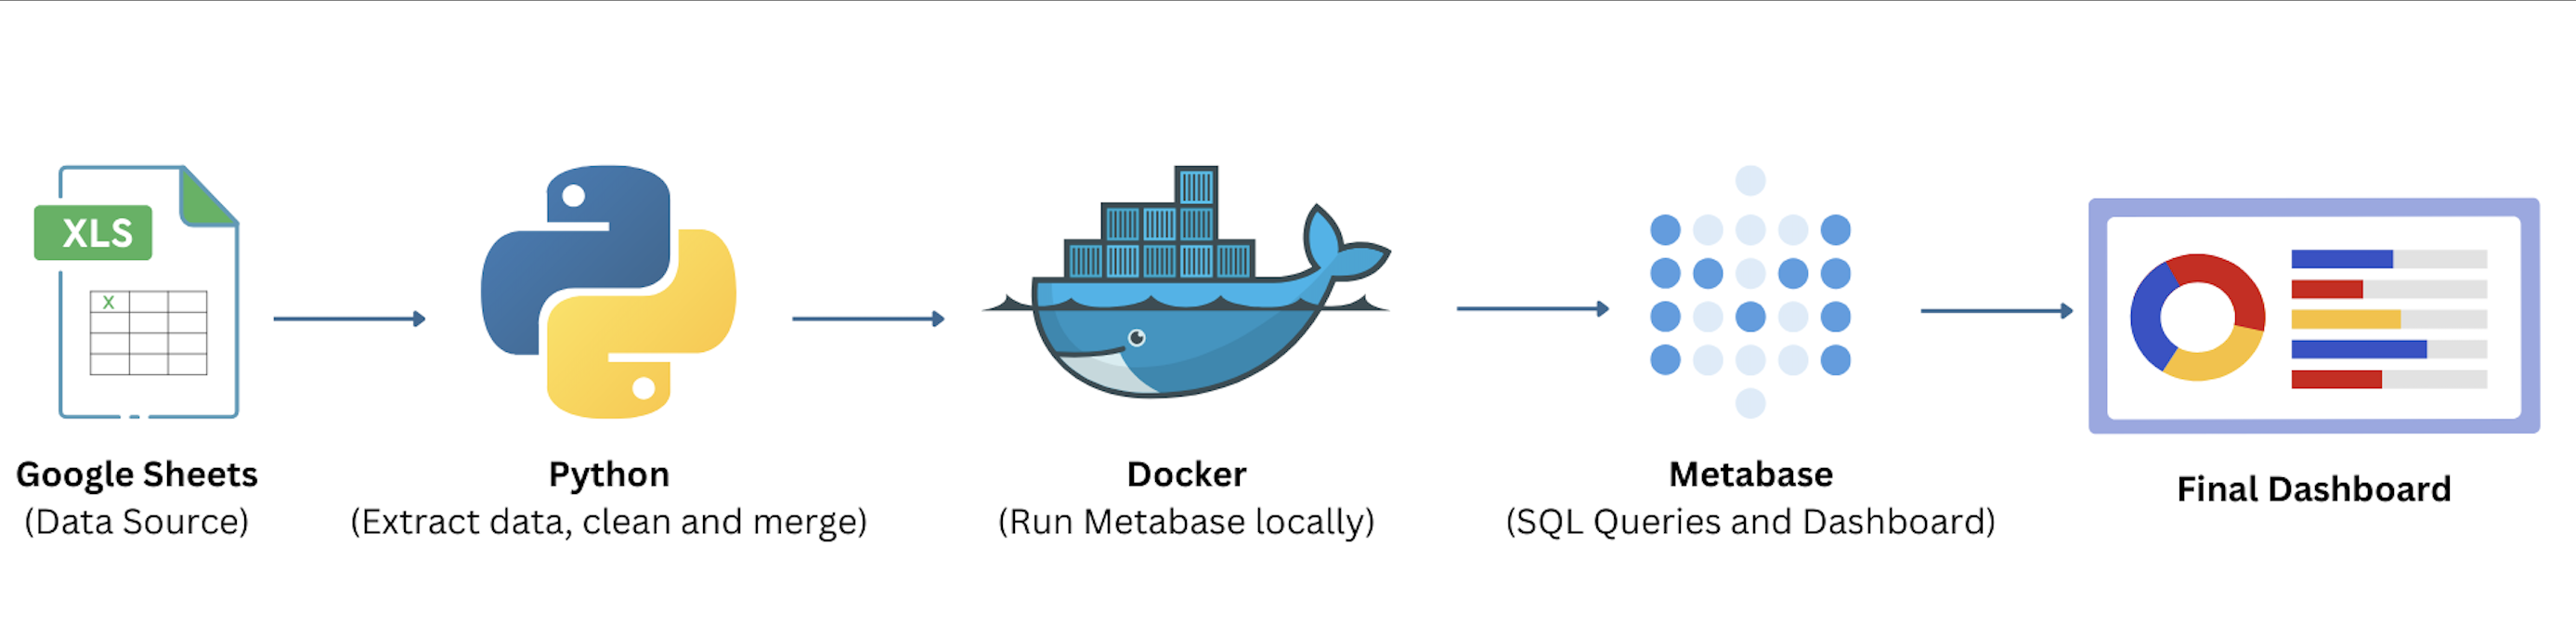 XLS
X
Google Sheets
(Data Source)
Python
(Extract data, clean and merge)
Docker
(Run Metabase locally)
Metabase
(SQL Queries and Dashboard)
Final Dashboard